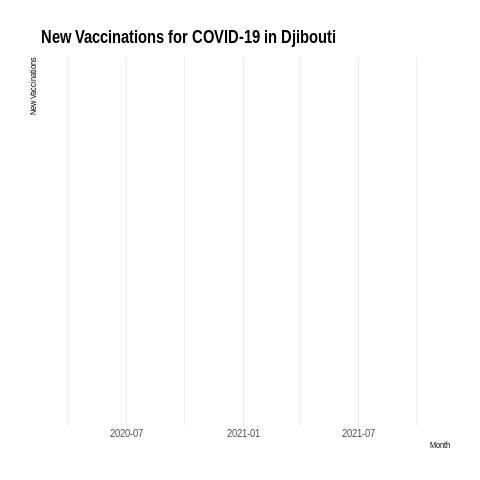 New Vaccinations for COVID-19 in Djibouti
New Vaccinations
2020-07
2021-01
2021-07
Month